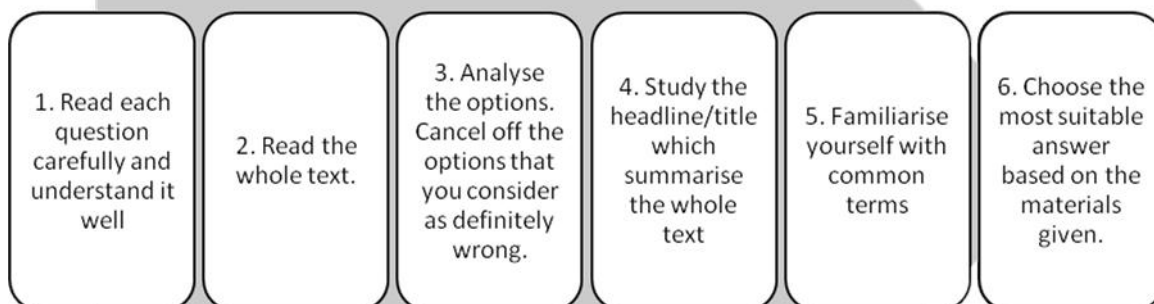 1. Read each
question
carefully and
understand it
well
2. Read the
whole text.
3. Analyse
the options.
Cancel off the
options that
you consider
as definitely
wrong.
4. Study the
headline/title
which
summarise
the whole
text
5. Familiarise
yourself with
common
terms
6. Choose the
most suitable
answer
based on the
materials
given.